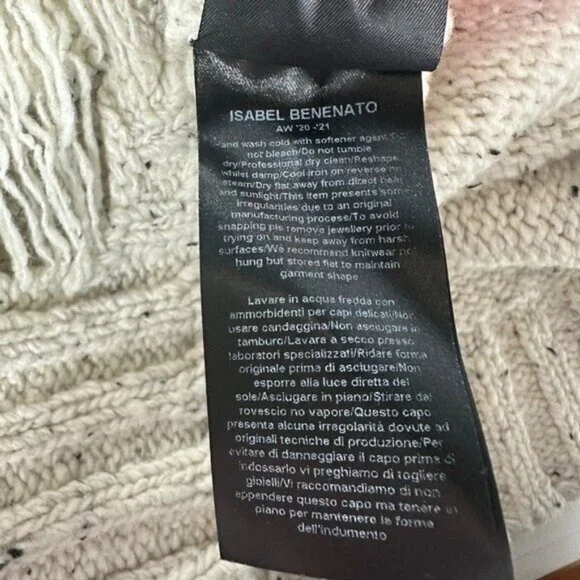 ISABEL BENENATO
AW '20 -'21
and wash cold with softener agent/Do
not bleach/Do not tumble
dry/Professional dry clean/Reshape
whilst damp/Cool iron on reverse no
steam/Dry flat away from direct heat
and sunlight/This item presents some
irregularities due to an original
manufacturing process/To avoid
snapping pls remove jewellery prior to
trying on and keep away from harsh
surfaces/We recommend knitwear not
hung but stored flat to maintain
garment shape
Lavare in acqua fredda con
ammorbidenti per capi delicati/Non
usare candeggina/Non asciugare in
tamburo/Lavara a secco presso
laboratori specializzati/Ridare forma
originale prima di asciugare/Non
esporre alla luce diretta del
sole/Asciugare in piano/Stirare dal
rovescio no vapore/Questo capo
presenta alcune irregolarità dovute ad
originali tecniche di produzione/Per
evitare di danneggiare il capo prima di
indossarlo vi preghiamo di togliere
gioielli/Vi raccomandiamo di non
appendere questo capo ma tenere in
piano per mantenere la forma
dell'indumento